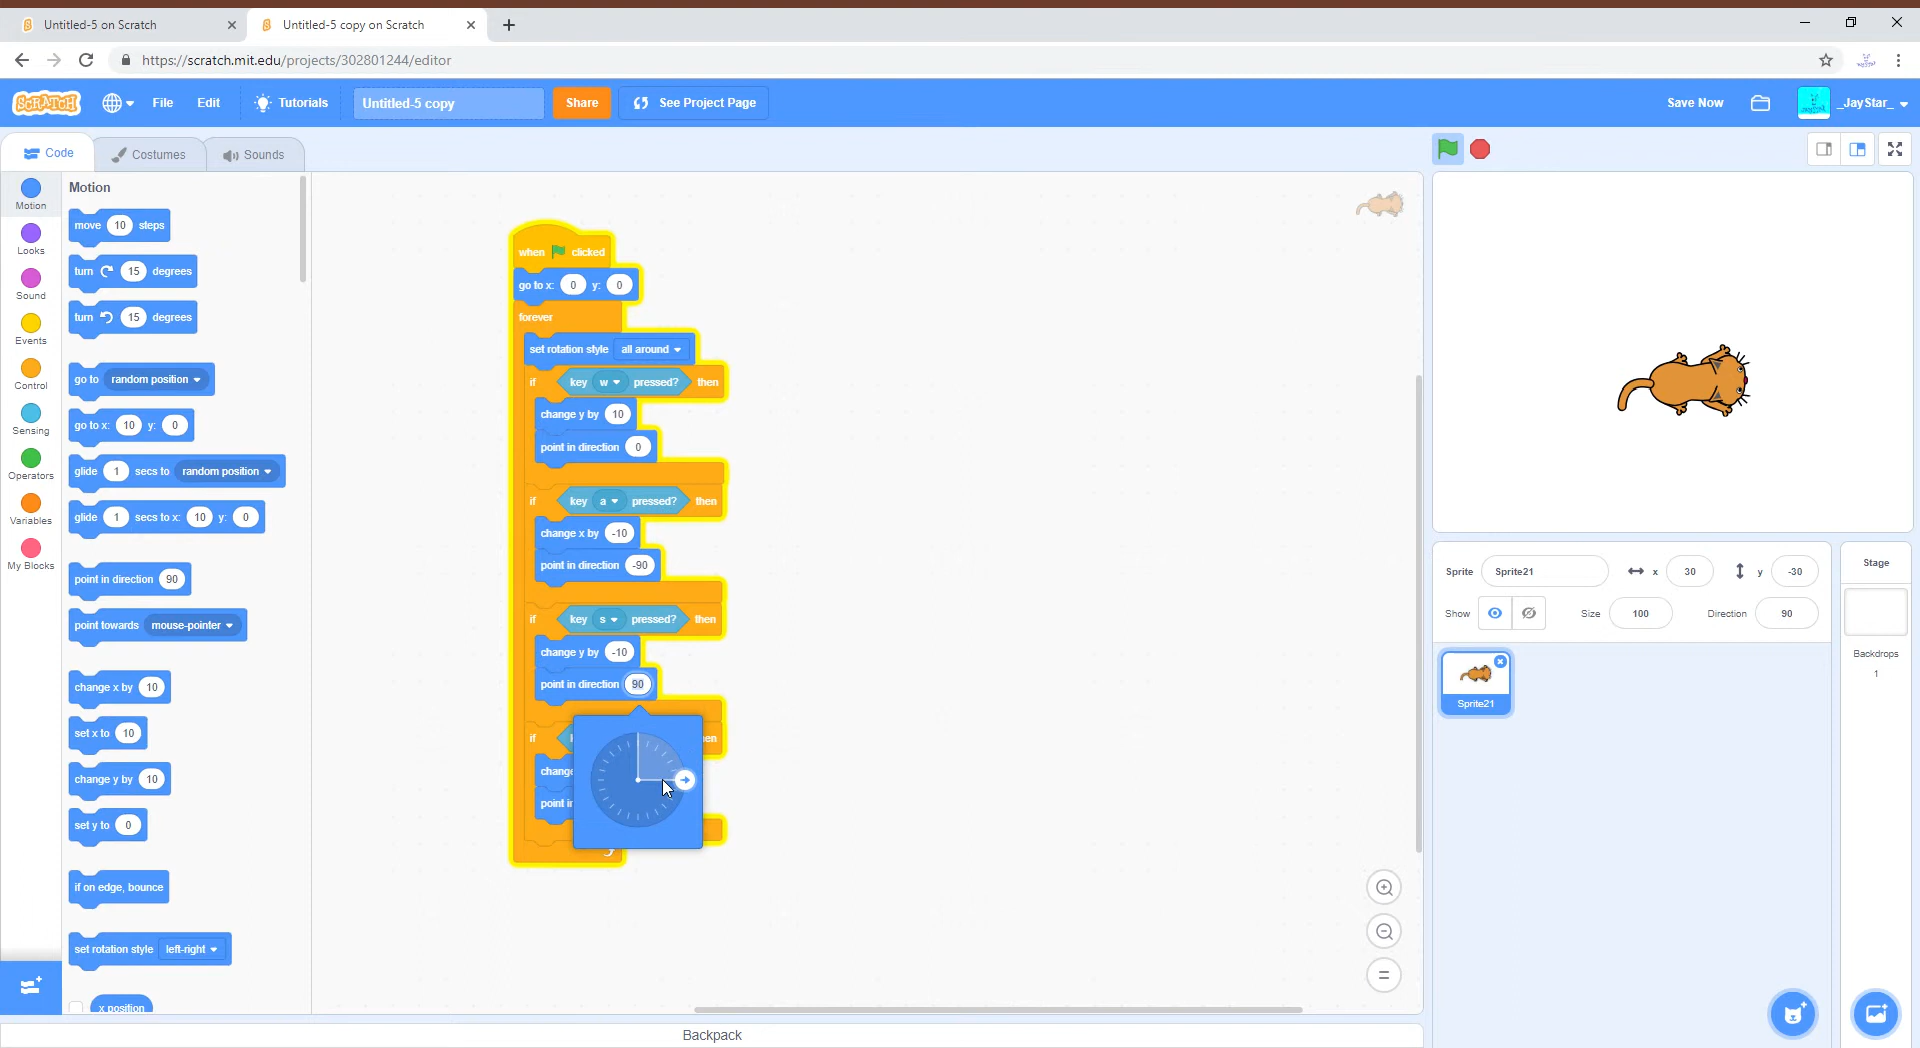 Untitled-5 on Scratch
Untitled-5 copy on Scratch
https://scratch.mit.edu/projects/302801244/editor
SCRATCH
File
Edit
Tutorials
Untitled-5 copy
Share
See Project Page
Save Now
_JayStar_
Code
Costumes
Sounds
Motion
Looks
Sound
Events
Control
Sensing
Operators
Variables
My Blocks
Motion
move 10 steps
turn 15 degrees
turn 15 degrees
go to random position
go to x: 10 y: 0
glide 1 secs to random position
glide 1 secs to x: 10 y: 0
point in direction 90
point towards mouse-pointer
change x by 10
set x to 10
change y by 10
set y to 0
if on edge, bounce
set rotation style left-right
x position
when clicked
go to x: 0 y: 0
forever
set rotation style all around
if key w pressed? then
change y by 10
point in direction 0
if key a pressed? then
change x by -10
point in direction -90
if key s pressed? then
change y by -10
point in direction 90
if
change
point
Sprite Sprite21 x 30 y -30
Show Size 100 Direction 90
Sprite21
Stage
Backdrops
1
Backpack